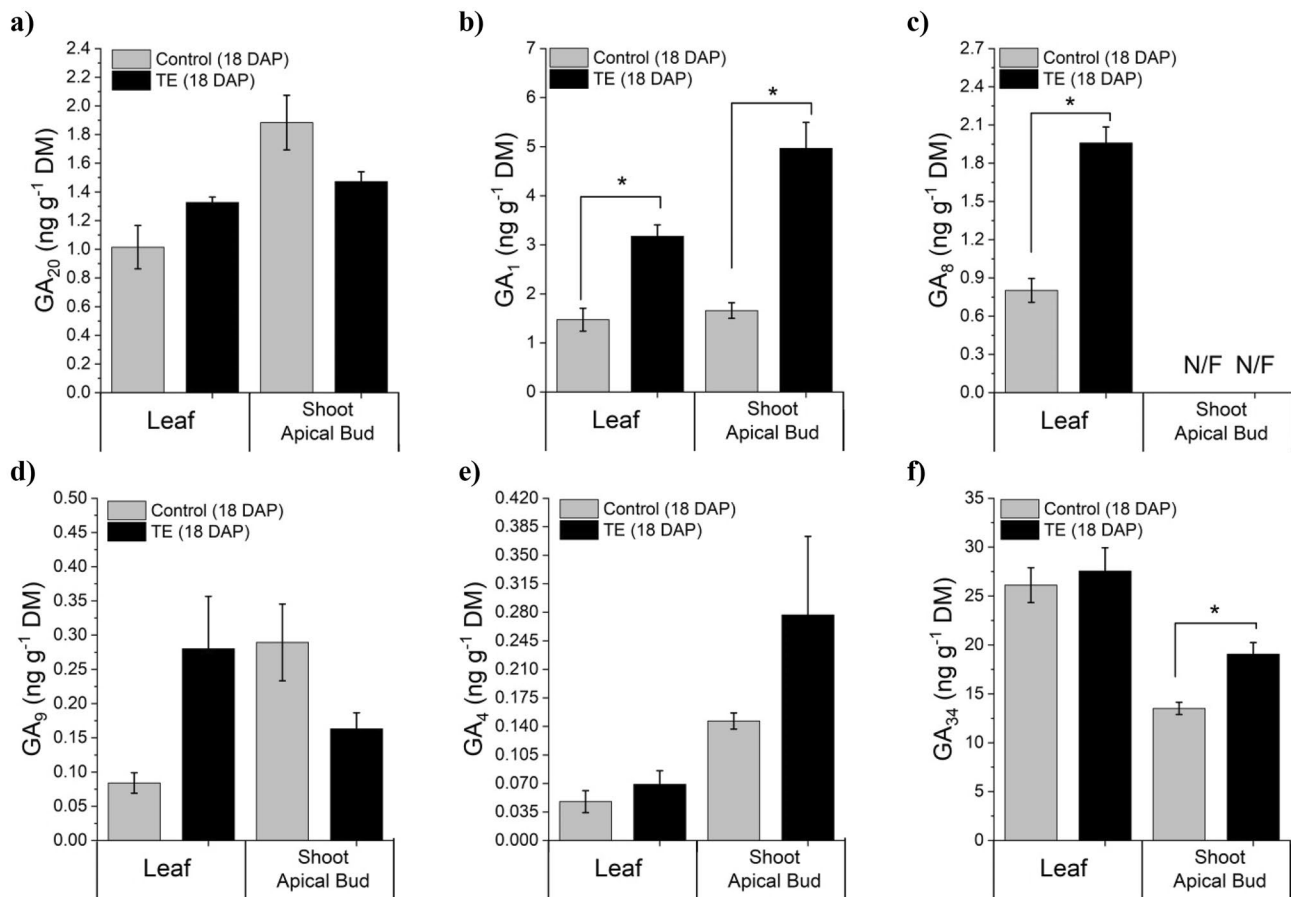 a)
Control (18 DAP)
TE (18 DAP)
GA20 (ng g-1 DM)
2.4
2.2
2.0
1.8
1.6
1.4
1.2
1.0
0.8
0.6
0.4
0.2
0.0
Leaf
Shoot
Apical Bud
b)
Control (18 DAP)
TE (18 DAP)
GA1 (ng g-1 DM)
7
6
5
4
3
2
1
0
*
*
Leaf
Shoot
Apical Bud
c)
Control (18 DAP)
TE (18 DAP)
GA8 (ng g-1 DM)
2.7
2.4
2.1
1.8
1.5
1.2
0.9
0.6
0.3
0.0
*
N/F N/F
Leaf
Shoot
Apical Bud
d)
Control (18 DAP)
TE (18 DAP)
GA9 (ng g-1 DM)
0.50
0.45
0.40
0.35
0.30
0.25
0.20
0.15
0.10
0.05
0.00
Leaf
Shoot
Apical Bud
e)
Control (18 DAP)
TE (18 DAP)
GA4 (ng g-1 DM)
0.420
0.385
0.350
0.315
0.280
0.245
0.210
0.175
0.140
0.105
0.070
0.035
0.000
Leaf
Shoot
Apical Bud
f)
Control (18 DAP)
TE (18 DAP)
GA34 (ng g-1 DM)
35
30
25
20
15
10
5
0
*
Leaf
Shoot
Apical Bud